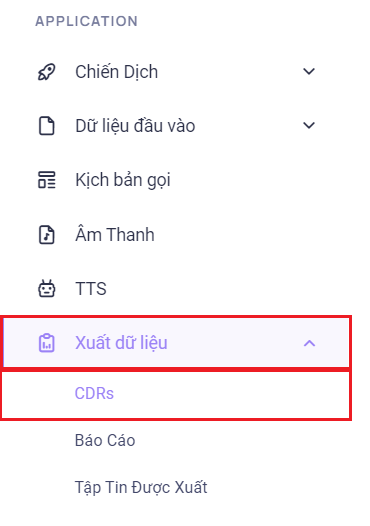 APPLICATION
Chiến Dịch
Dữ liệu đầu vào
Kịch bản gọi
Âm Thanh
TTS
Xuất dữ liệu
CDRs
Báo Cáo
Tập Tin Được Xuất